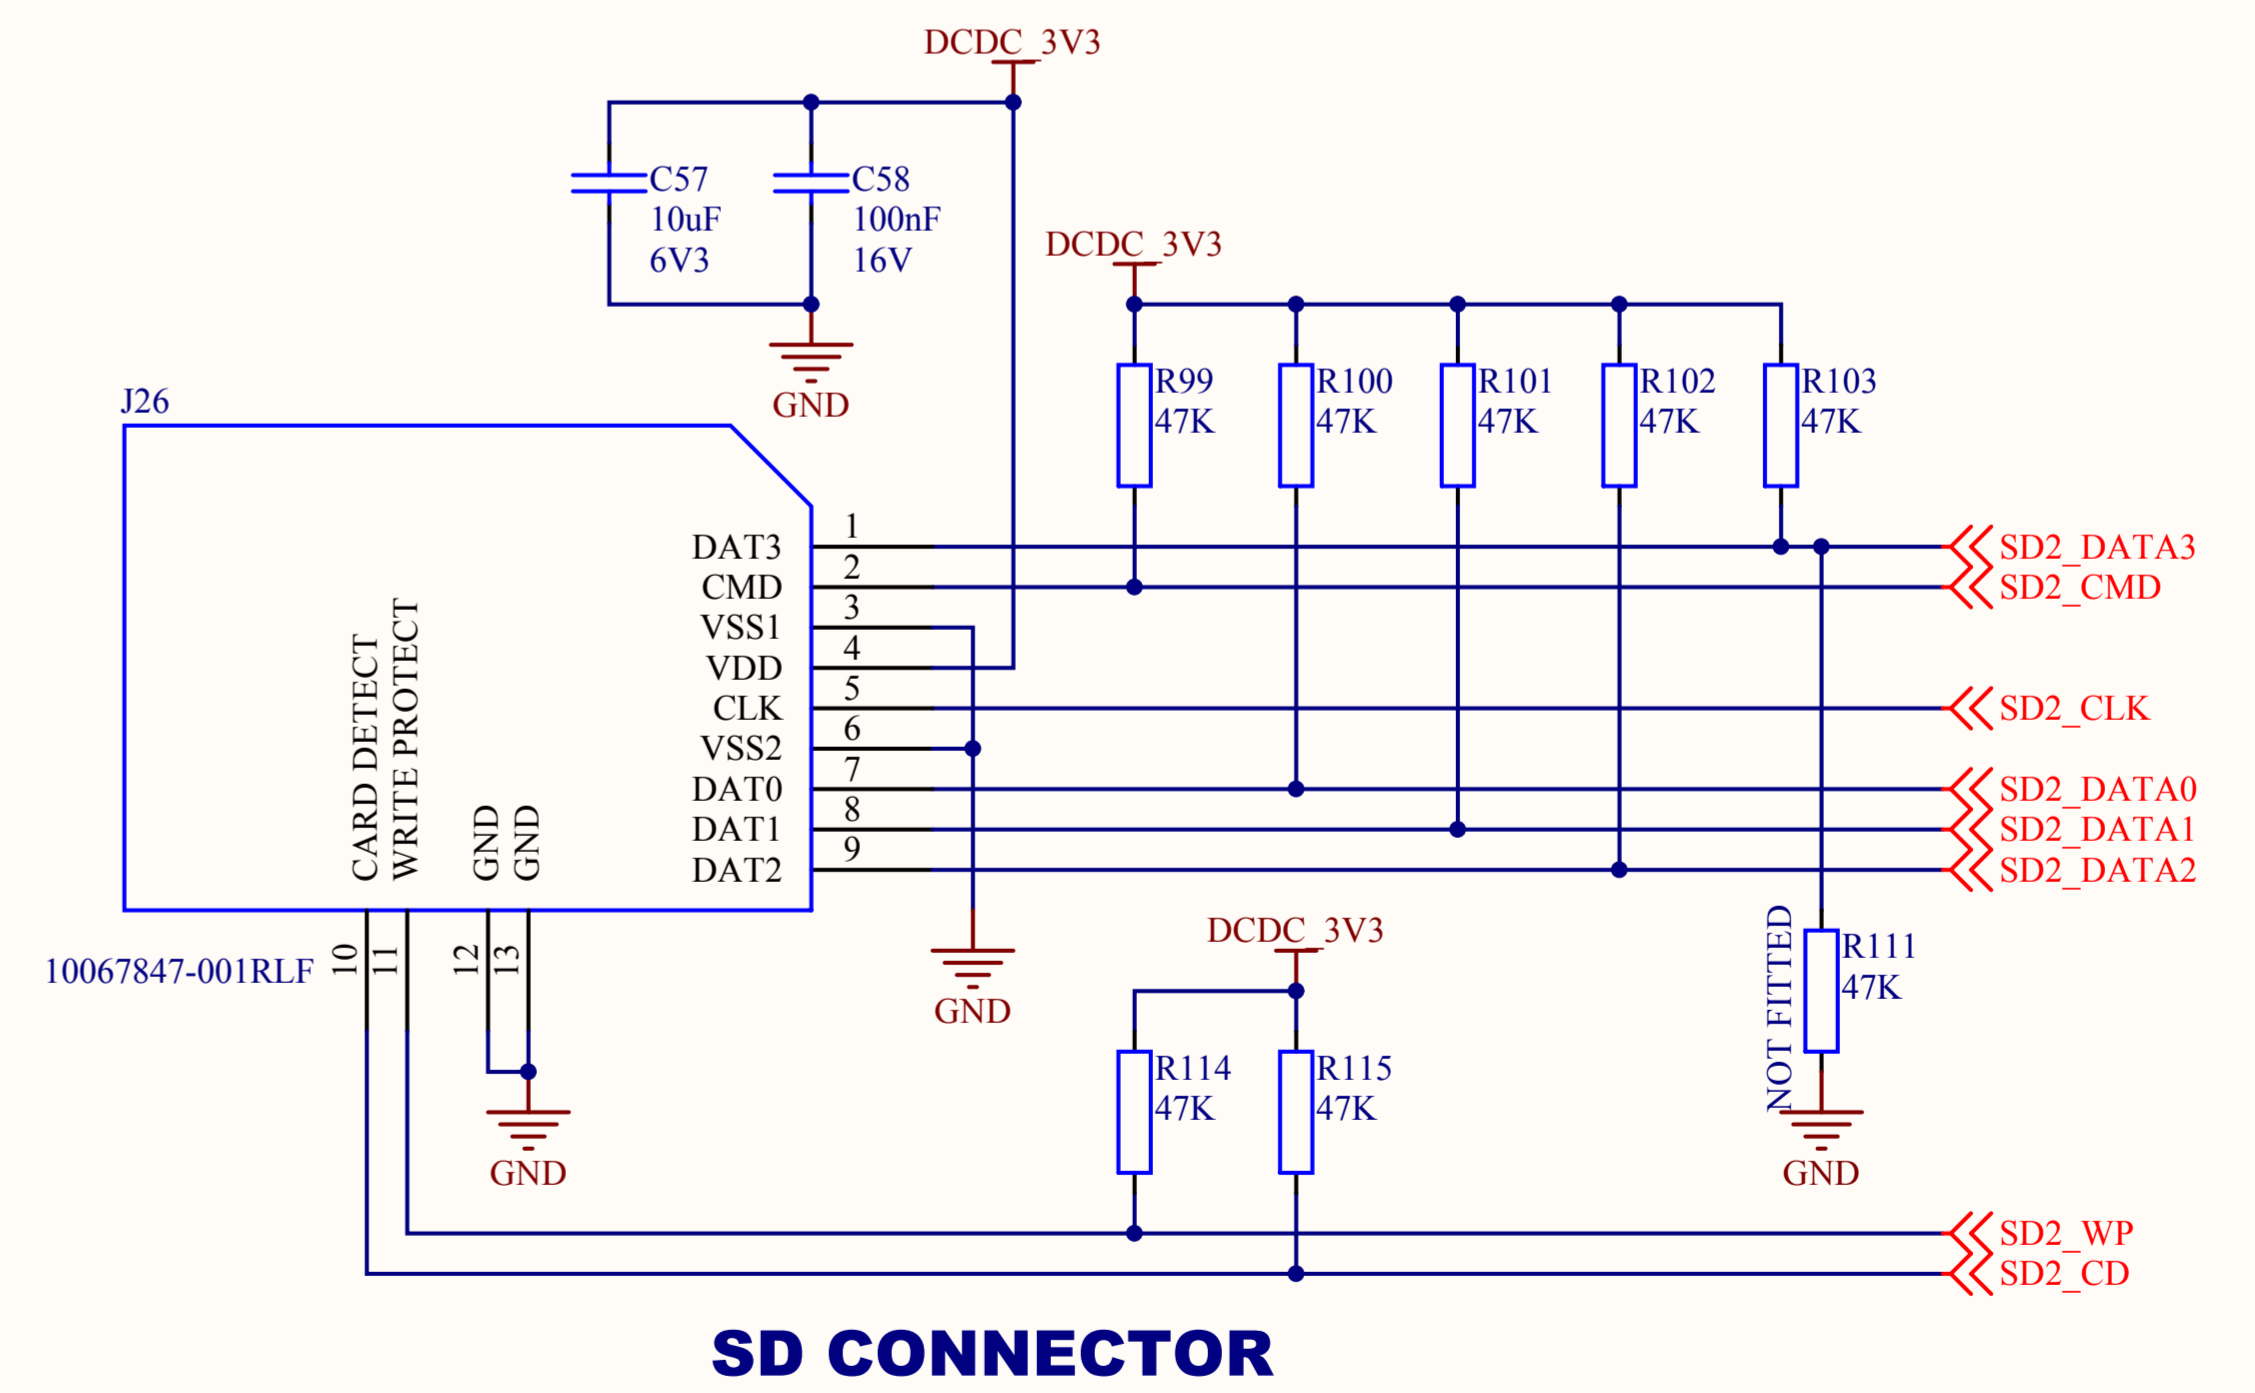 DCDC_3V3
C57
10uF
6V3
C58
100nF
16V
GND
DCDC_3V3
R99
47K
R100
47K
R101
47K
R102
47K
R103
47K
J26
DAT3 1
CMD 2
VSS1 3
VDD 4
CLK 5
VSS2 6
DAT0 7
DAT1 8
DAT2 9
CARD DETECT
WRITE PROTECT
GND
GND
10
11
12
13
10067847-001RLF
SD2_DATA3
SD2_CMD
SD2_CLK
SD2_DATA0
SD2_DATA1
SD2_DATA2
GND
GND
DCDC_3V3
R114
47K
R115
47K
NOT FITTED
R111
47K
GND
SD2_WP
SD2_CD
SD CONNECTOR